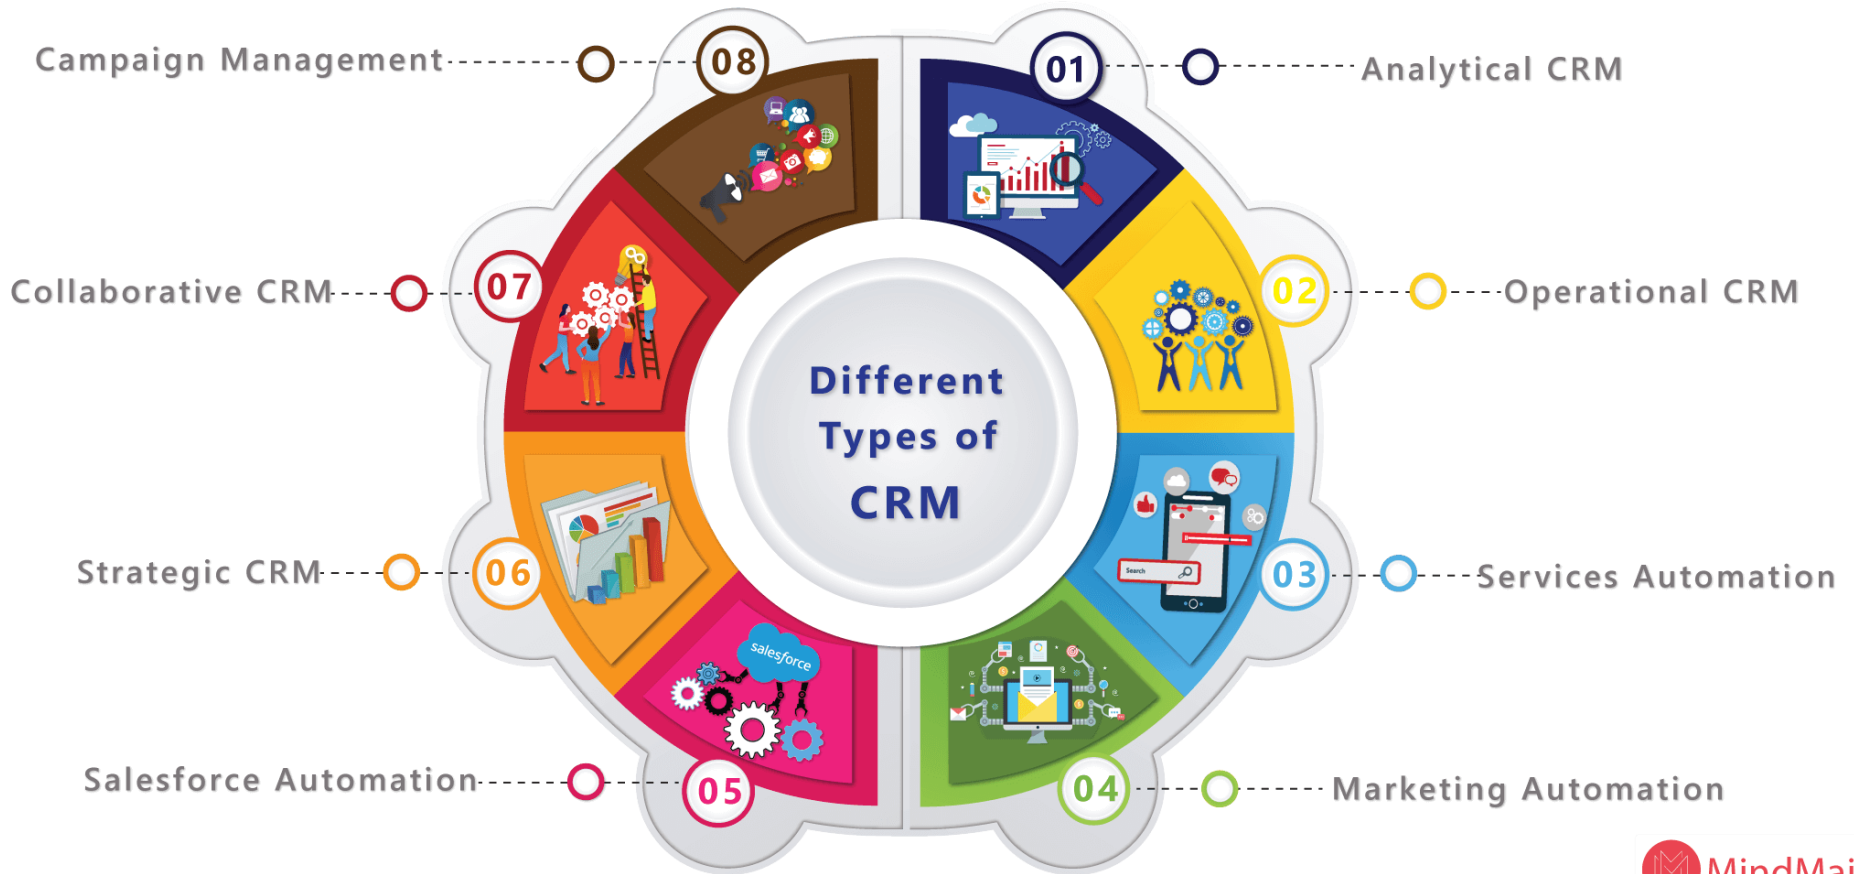 Different
Types of
CRM
01
Analytical CRM
02
Operational CRM
03
Services Automation
Search
04
Marketing Automation
05
Salesforce Automation
salesforce
06
Strategic CRM
07
Collaborative CRM
08
Campaign Management
MindMai